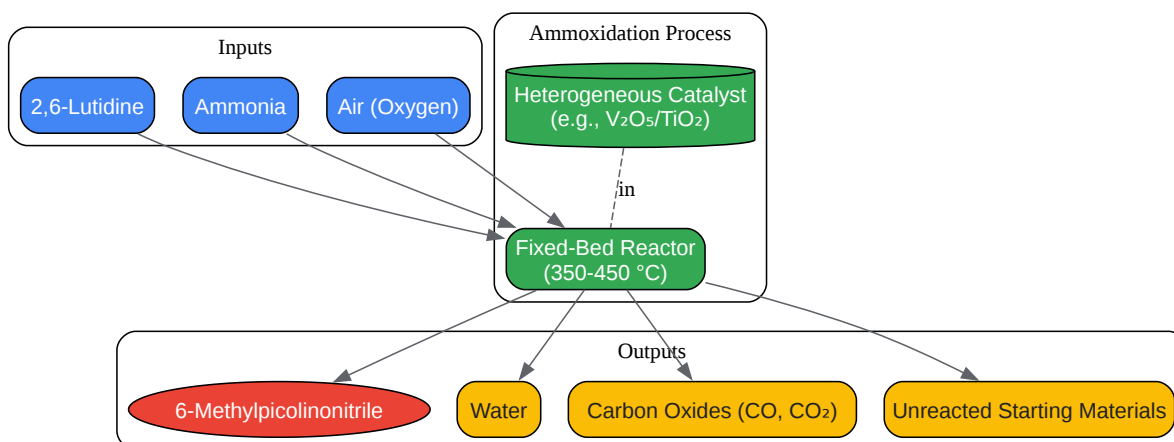 Inputs
2,6-Lutidine
Ammonia
Air (Oxygen)
Ammoxidation Process
Heterogeneous Catalyst
(e.g., V₂O₅/TiO₂)
in
Fixed-Bed Reactor
(350-450 °C)
Outputs
6-Methylpicolinonitrile
Water
Carbon Oxides (CO, CO₂)
Unreacted Starting Materials